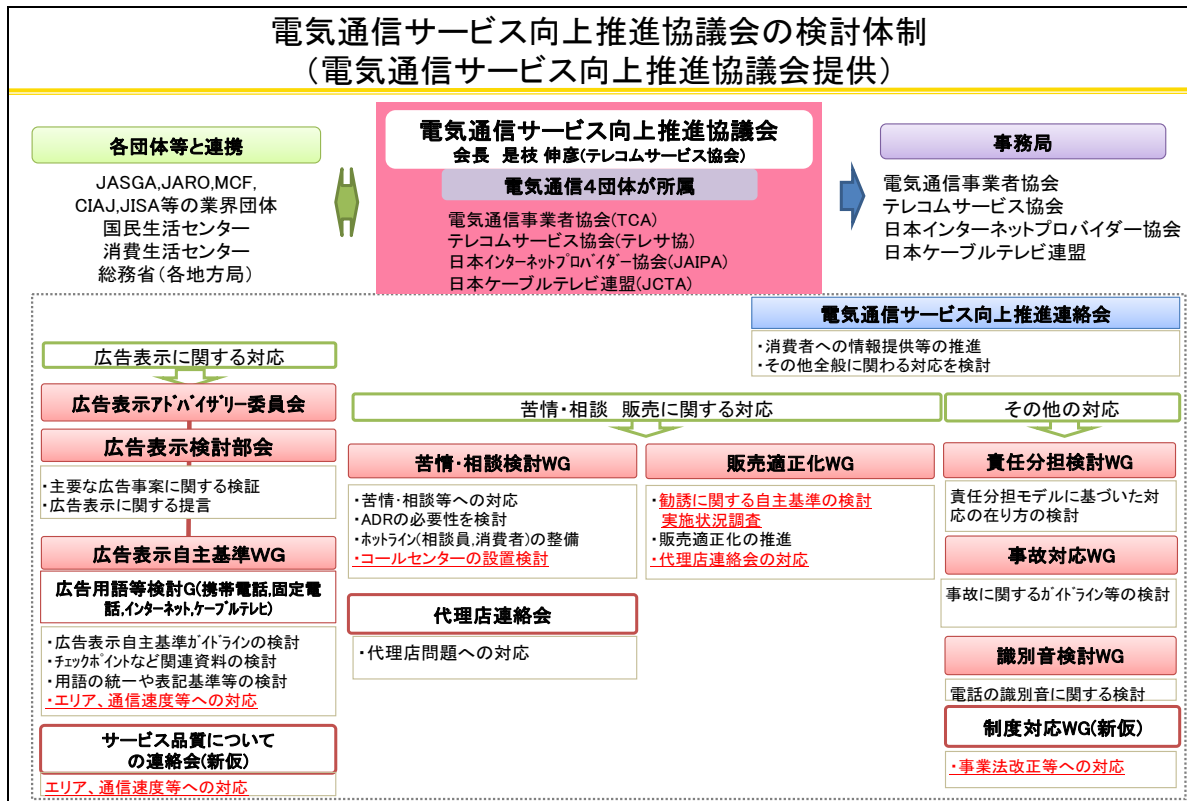 電気通信サービス向上推進協議会の検討体制
（電気通信サービス向上推進協議会提供）
各団体等と連携
JASGA,JARO,MCF,
CIAJ,JISA等の業界団体
国民生活センター
消費生活センター
総務省（各地方局）
電気通信サービス向上推進協議会
会長 是枝 伸彦(テレコムサービス協会)
電気通信４団体が所属
電気通信事業者協会(TCA)
テレコムサービス協会(テレサ協)
日本インターネットプロバイダー協会(JAIPA)
日本ケーブルテレビ連盟(JCTA)
事務局
電気通信事業者協会
テレコムサービス協会
日本インターネットプロバイダー協会
日本ケーブルテレビ連盟
電気通信サービス向上推進連絡会
・消費者への情報提供等の推進
・その他全般に関わる対応を検討
広告表示に関する対応
広告表示アドバイザリー委員会
広告表示検討部会
・主要な広告事案に関する検証
・広告表示に関する提言
広告表示自主基準WG
広告用語等検討G(携帯電話,固定電
話,インターネット,ケーブルテレビ)
・広告表示自主基準ガイドラインの検討
・チェックポイントなど関連資料の検討
・用語の統一や表記基準等の検討
・エリア、通信速度等への対応
サービス品質について
の連絡会(新仮)
エリア、通信速度等への対応
苦情・相談 販売に関する対応
苦情・相談検討WG
・苦情・相談等への対応
・ADRの必要性を検討
・ホットライン(相談員,消費者)の整備
・コールセンターの設置検討
代理店連絡会
・代理店問題への対応
販売適正化WG
・勧誘に関する自主基準の検討
実施状況調査
・販売適正化の推進
・代理店連絡会の対応
その他の対応
責任分担検討WG
責任分担モデルに基づいた対
応の在り方の検討
事故対応WG
事故に関するガイドライン等の検討
識別音検討WG
電話の識別音に関する検討
制度対応WG(新仮)
・事業法改正等への対応